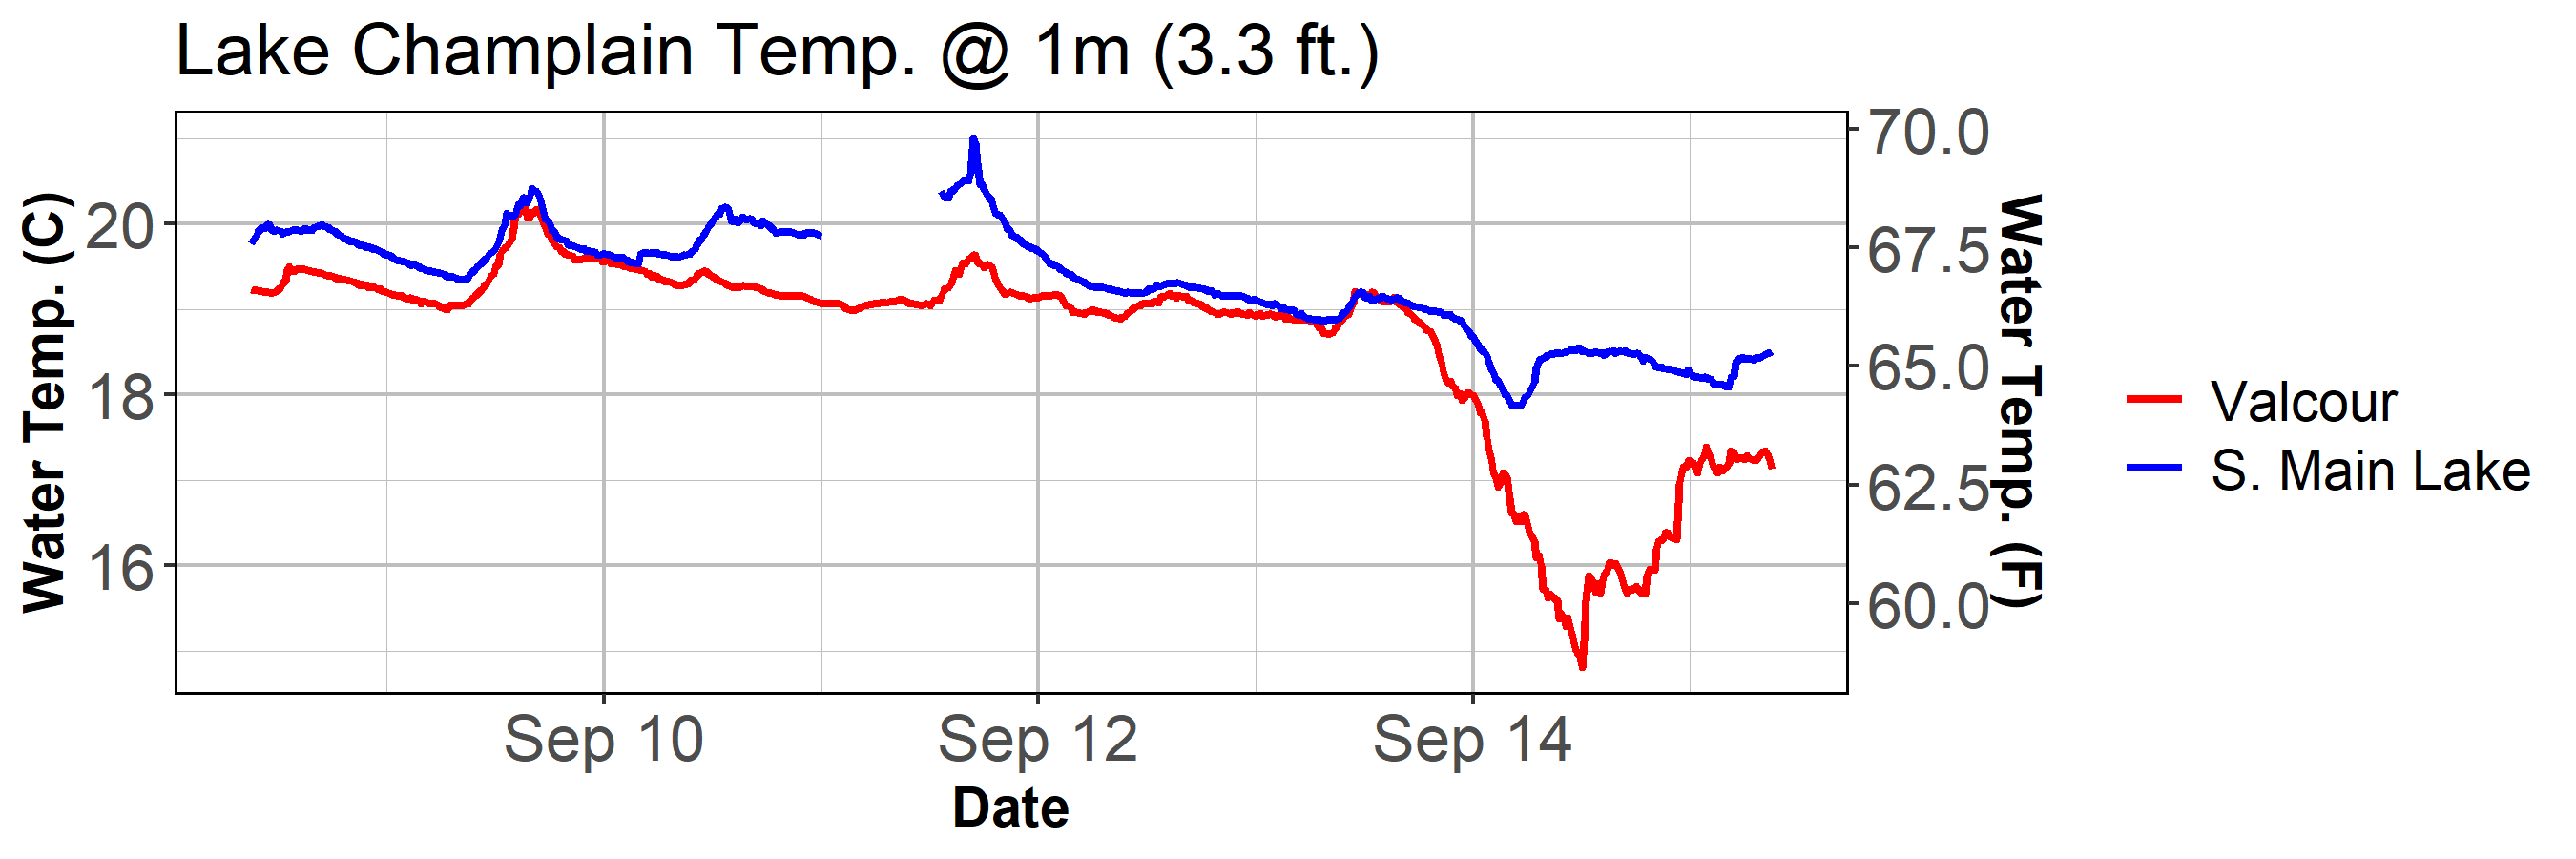 Lake Champlain Temp. @ 1m (3.3 ft.)
Water Temp. (C)
20
18
16
70.0
67.5
65.0
62.5
60.0
Water Temp. (F)
Valcour
S. Main Lake
Sep 10
Sep 12
Sep 14
Date